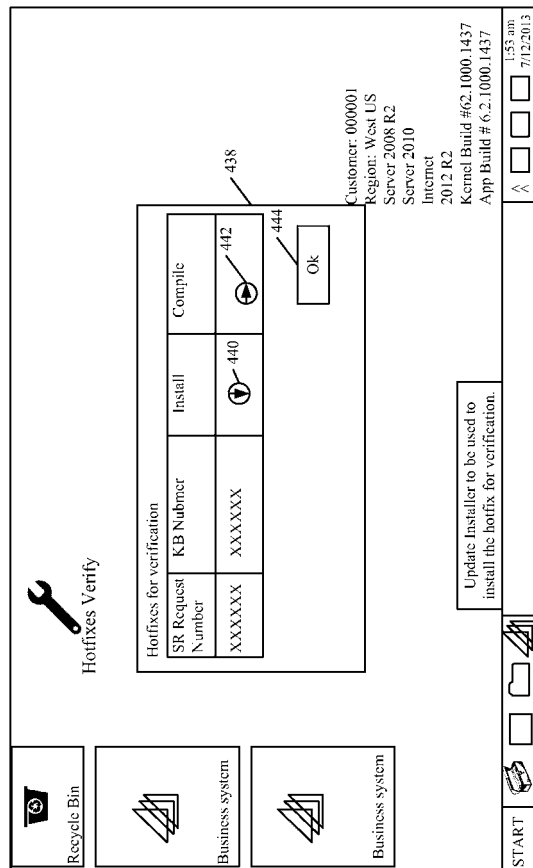 Recycle Bin
Business system
Business system
Hotfixes Verify
Hotfixes for verification
SR Request Number
KB Nubmer
Install
Compile
XXXXXX
XXXXXX
440
442
438
444
Ok
Customer: 000001
Region: West US
Server 2008 R2
Server 2010
Internet
2012 R2
Kernel Build #62.1000.1437
App Build # 6.2.1000.1437
Update Installer to be used to
install the hotfix for verification.
START
<<
1:53 am
7/12/2013